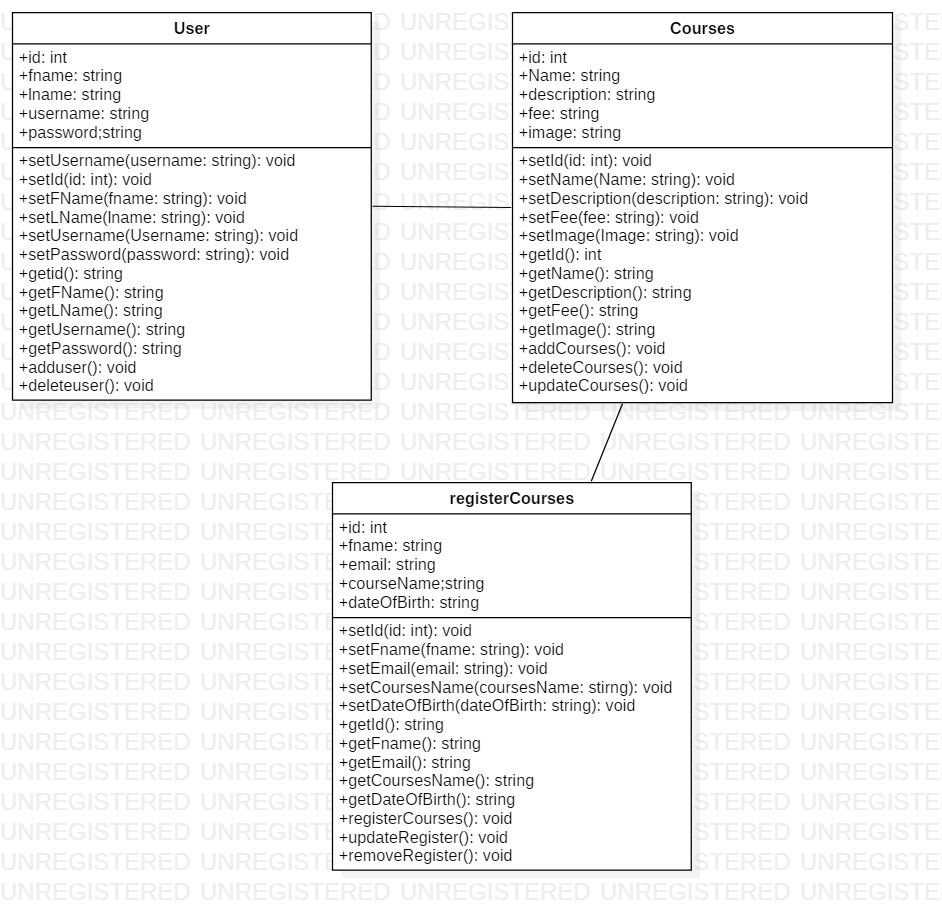 User
+id: int
+fname: string
+lname: string
+username: string
+password;string
+setUsername(username: string): void
+setId(id: int): void
+setFName(fname: string): void
+setLName(lname: string): void
+setUsername(Username: string): void
+setPassword(password: string): void
+getid(): string
+getFName(): string
+getLName(): string
+getUsername(): string
+getPassword(): string
+adduser(): void
+deleteuser(): void
Courses
+id: int
+Name: string
+description: string
+fee: string
+image: string
+setId(id: int): void
+setName(Name: string): void
+setDescription(description: string): void
+setFee(fee: string): void
+setImage(Image: string): void
+getId(): int
+getName(): string
+getDescription(): string
+getFee(): string
+getImage(): string
+addCourses(): void
+deleteCourses(): void
+updateCourses(): void
registerCourses
+id: int
+fname: string
+email: string
+courseName;string
+dateOfBirth: string
+setId(id: int): void
+setFname(fname: string): void
+setEmail(email: string): void
+setCoursesName(coursesName: stirng): void
+setDateOfBirth(dateOfBirth: string): void
+getId(): string
+getFname(): string
+getEmail(): string
+getCoursesName(): string
+getDateOfBirth(): string
+registerCourses(): void
+updateRegister(): void
+removeRegister(): void
UNREGISTERED